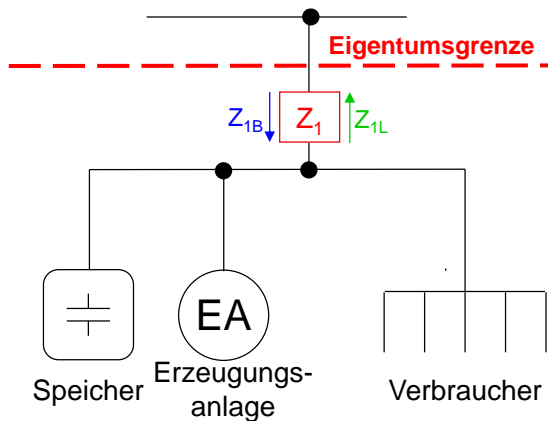 Eigentumsgrenze
Z1B
Z1
Z1L
EA
Speicher
Erzeugungs-
anlage
Verbraucher